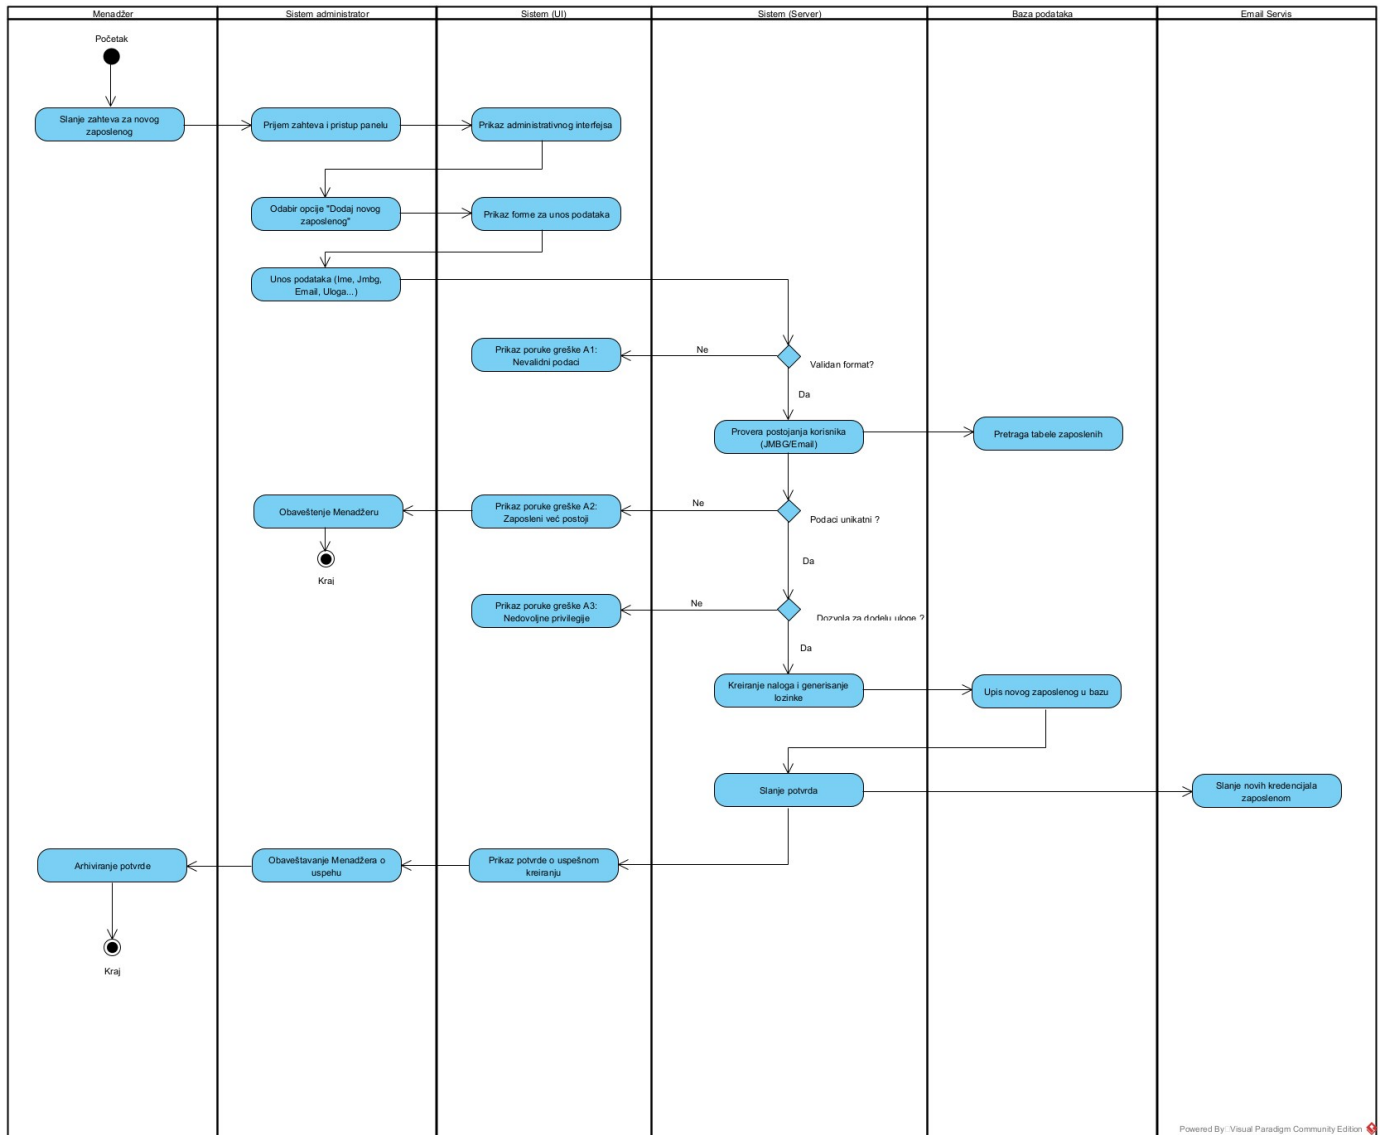 Menadžer
Sistem administrator
Sistem (UI)
Sistem (Server)
Baza podataka
Email Servis
Početak
Slanje zahteva za novog
zaposlenog
Prijem zahteva i pristup panelu
Prikaz administrativnog interfejsa
Odabir opcije "Dodaj novog
zaposlenog"
Prikaz forme za unos podataka
Unos podataka (Ime, Jmbg,
Email, Uloga...)
Prikaz poruke greške A1:
Nevalidni podaci
Ne
Validan format?
Da
Provera postojanja korisnika
(JMBG/Email)
Pretraga tabele zaposlenih
Obaveštenje Menadžeru
Prikaz poruke greške A2:
Zaposleni već postoji
Ne
Podaci unikatni ?
Kraj
Da
Prikaz poruke greške A3:
Nedovoljne privilegije
Ne
Dozvola za dodelu uloge ?
Da
Kreiranje naloga i generisanje
lozinke
Upis novog zaposlenog u bazu
Slanje potvrda
Slanje novih kredencijala
zaposlenom
Arhiviranje potvrde
Obaveštavanje Menadžera o
uspehu
Prikaz potvrde o uspešnom
kreiranju
Kraj
Powered By Visual Paradigm Community Edition